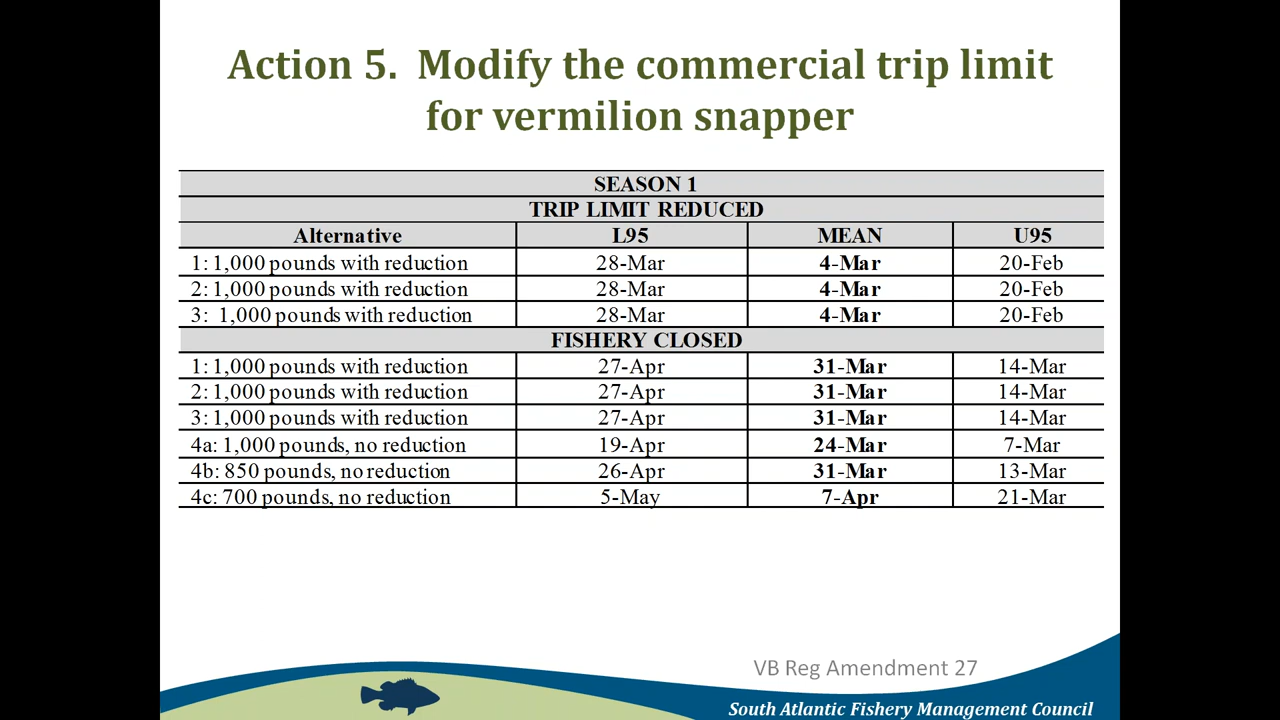 Action 5. Modify the commercial trip limit
for vermilion snapper
SEASON 1
TRIP LIMIT REDUCED
Alternative L95 MEAN U95
1: 1,000 pounds with reduction 28-Mar 4-Mar 20-Feb
2: 1,000 pounds with reduction 28-Mar 4-Mar 20-Feb
3: 1,000 pounds with reduction 28-Mar 4-Mar 20-Feb
FISHERY CLOSED
1: 1,000 pounds with reduction 27-Apr 31-Mar 14-Mar
2: 1,000 pounds with reduction 27-Apr 31-Mar 14-Mar
3: 1,000 pounds with reduction 27-Apr 31-Mar 14-Mar
4a: 1,000 pounds, no reduction 19-Apr 24-Mar 7-Mar
4b: 850 pounds, no reduction 26-Apr 31-Mar 13-Mar
4c: 700 pounds, no reduction 5-May 7-Apr 21-Mar
VB Reg Amendment 27
South Atlantic Fishery Management Council